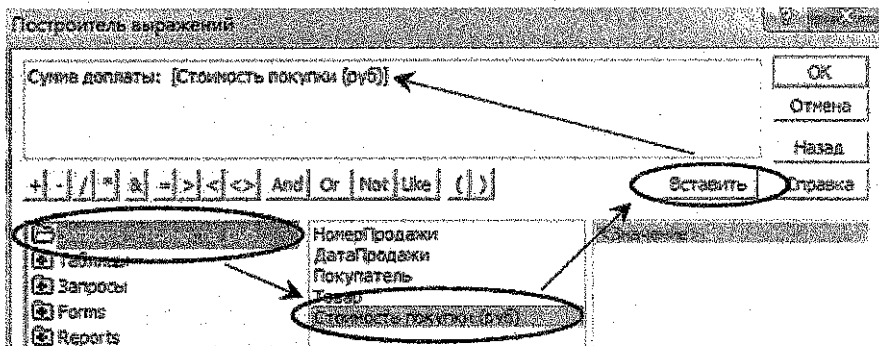 Построитель выражений
Сумма доплаты: [Стоимость покупки (руб)]
OK
Отмена
Назад
+ - / * & = > < <> And Or Not Like ( ) Вставить Справка
НомерПродажи
Таблицы ДатаПродажи
Запросы Покупатель
Товар
Forms Стоимость покупки (руб)
Reports